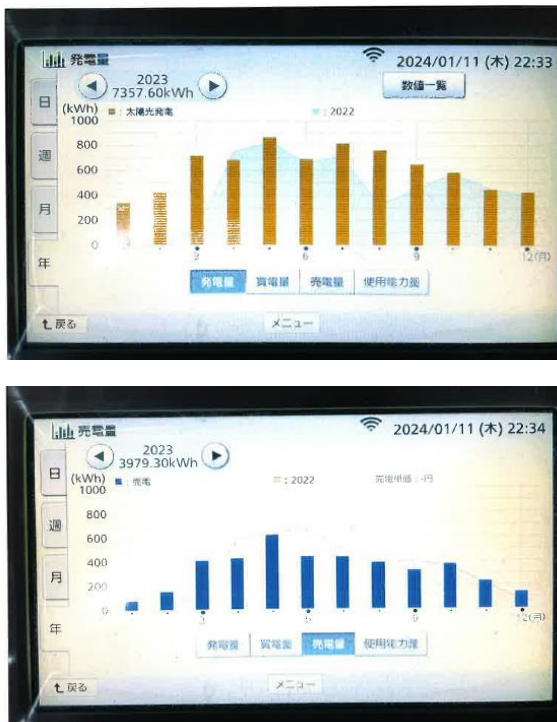 発電量
2024/01/11 (木) 22:33
日
2023
7357.60kWh
数値一覧
(kWh)
:太陽光発電
:2022
1000
800
週
600
400
月
200
0
3
6
9
12(月)
年
発電量
買電量
売電量
使用電力量
戻る
メニュー
売電量
2024/01/11 (木) 22:34
日
2023
3979.30kWh
(kWh)
:売電
:2022
売電単価:-円
1000
800
週
600
400
月
200
0
3
6
9
12(月)
年
発電量
買電量
売電量
使用電力量
戻る
メニュー